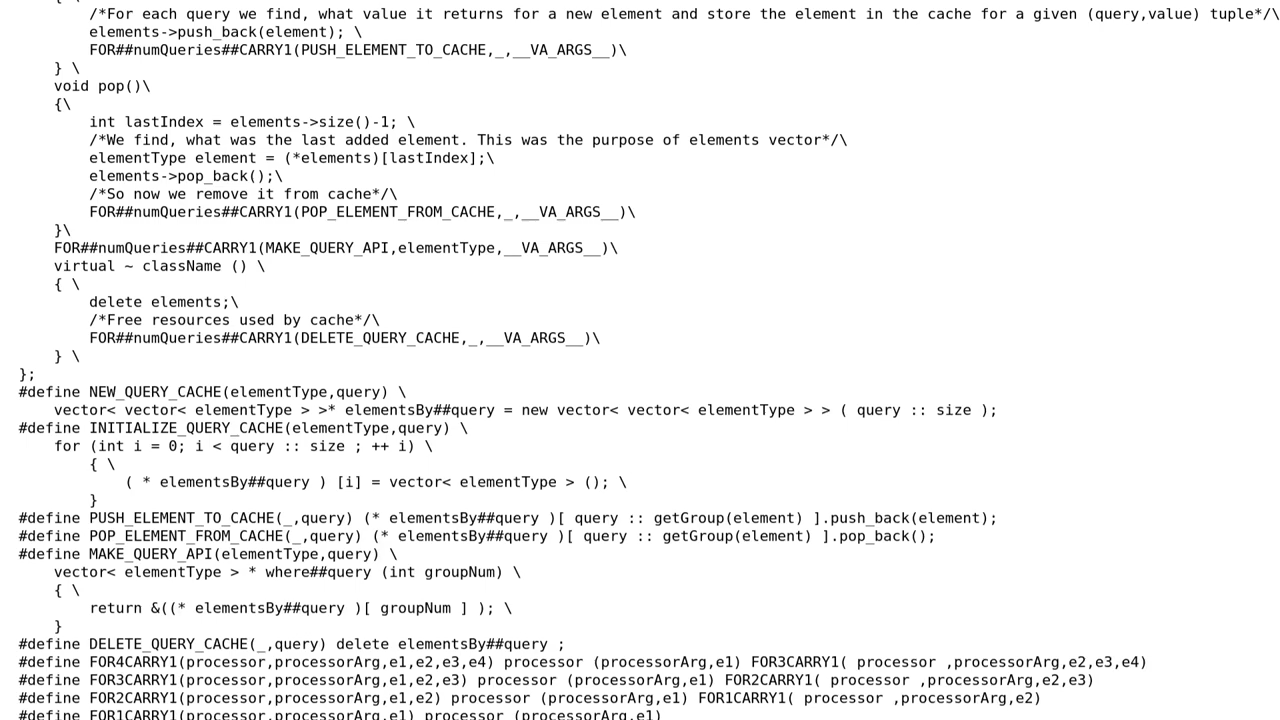 { \
/*For each query we find, what value it returns for a new element and store the element in the cache for a given (query,value) tuple*/\
elements->push_back(element); \
FOR##numQueries##CARRY1(PUSH_ELEMENT_TO_CACHE,_,__VA_ARGS__)\
} \
void pop()\
{\
int lastIndex = elements->size()-1; \
/*We find, what was the last added element. This was the purpose of elements vector*/\
elementType element = (*elements)[lastIndex];\
elements->pop_back();\
/*So now we remove it from cache*/\
FOR##numQueries##CARRY1(POP_ELEMENT_FROM_CACHE,_,__VA_ARGS__)\
}\
FOR##numQueries##CARRY1(MAKE_QUERY_API,elementType,__VA_ARGS__)\
virtual ~ className () \
{ \
delete elements;\
/*Free resources used by cache*/\
FOR##numQueries##CARRY1(DELETE_QUERY_CACHE,_,__VA_ARGS__)\
} \
};
#define NEW_QUERY_CACHE(elementType,query) \
vector< vector< elementType > >* elementsBy##query = new vector< vector< elementType > > ( query :: size );
#define INITIALIZE_QUERY_CACHE(elementType,query) \
for (int i = 0; i < query :: size ; ++ i) \
{ \
( * elementsBy##query ) [i] = vector< elementType > (); \
}
#define PUSH_ELEMENT_TO_CACHE(_,query) (* elementsBy##query )[ query :: getGroup(element) ].push_back(element);
#define POP_ELEMENT_FROM_CACHE(_,query) (* elementsBy##query )[ query :: getGroup(element) ].pop_back();
#define MAKE_QUERY_API(elementType,query) \
vector< elementType > * where##query (int groupNum) \
{ \
return &((* elementsBy##query )[ groupNum ] ); \
}
#define DELETE_QUERY_CACHE(_,query) delete elementsBy##query ;
#define FOR4CARRY1(processor,processorArg,e1,e2,e3,e4) processor (processorArg,e1) FOR3CARRY1( processor ,processorArg,e2,e3,e4)
#define FOR3CARRY1(processor,processorArg,e1,e2,e3) processor (processorArg,e1) FOR2CARRY1( processor ,processorArg,e2,e3)
#define FOR2CARRY1(processor,processorArg,e1,e2) processor (processorArg,e1) FOR1CARRY1( processor ,processorArg,e2)
#define FOR1CARRY1(processor,processorArg,e1) processor (processorArg,e1)